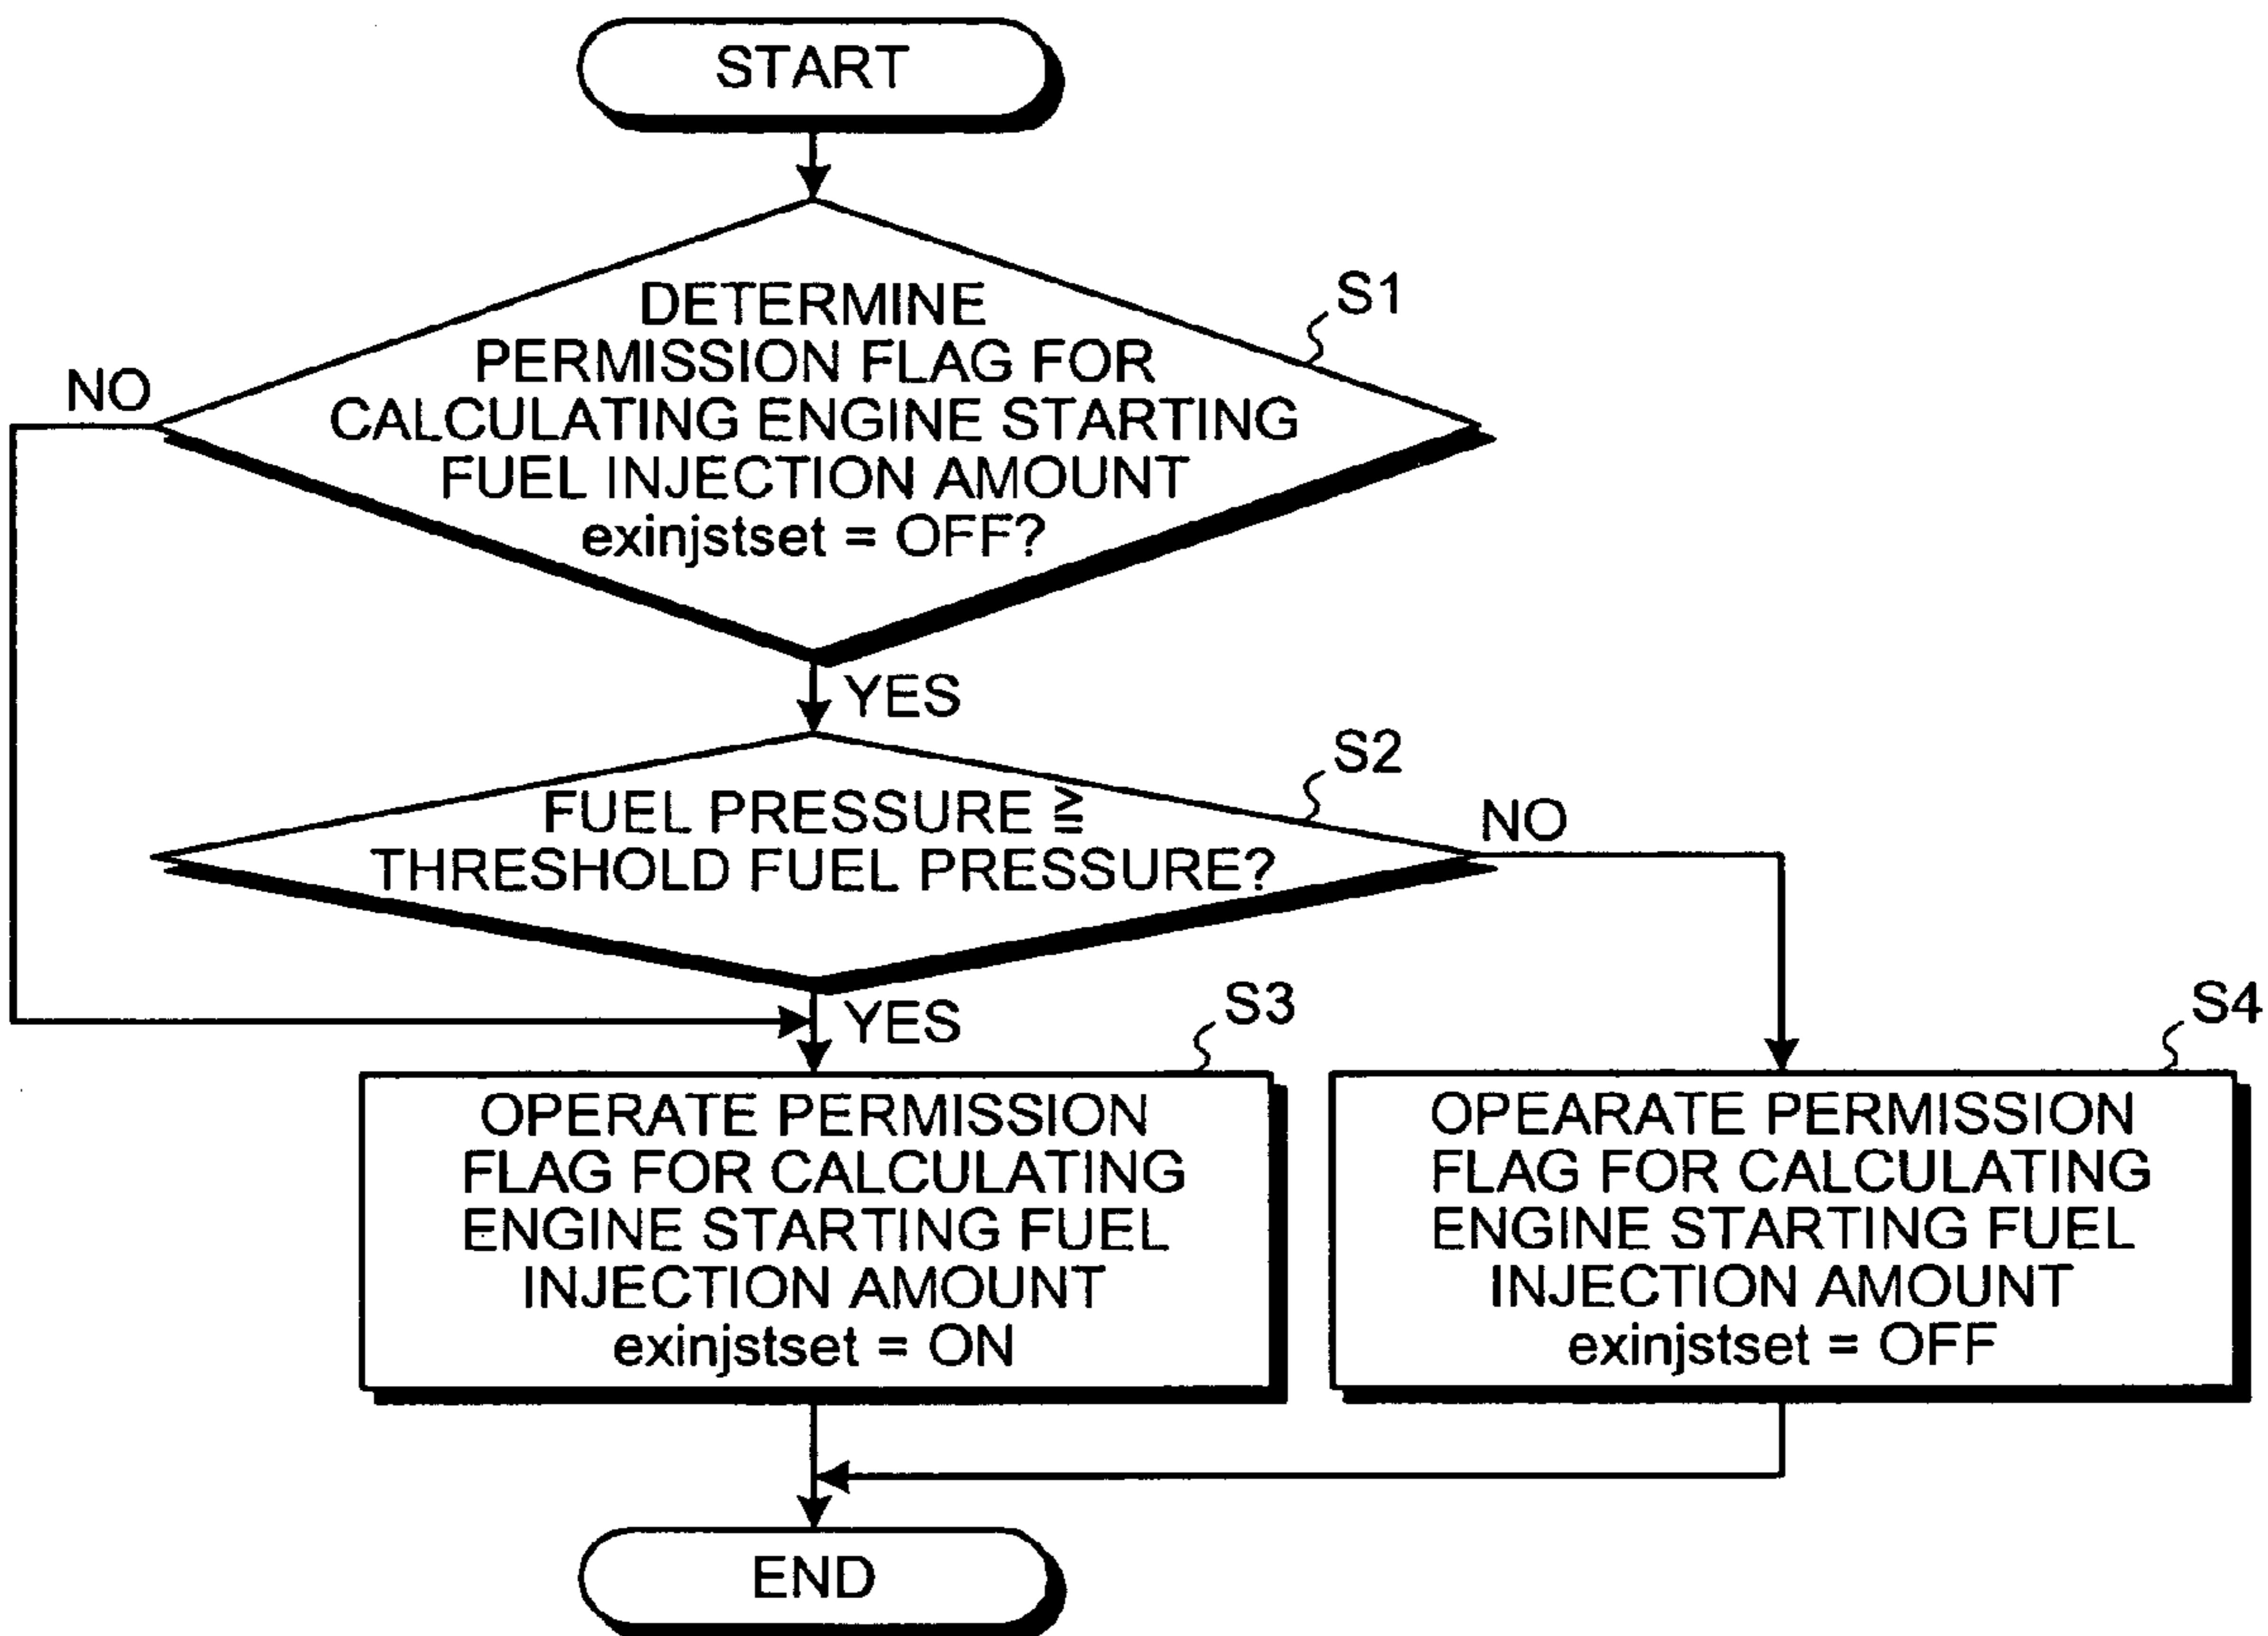 START
DETERMINE
PERMISSION FLAG FOR
CALCULATING ENGINE STARTING
FUEL INJECTION AMOUNT
exinjstset = OFF?
S1
NO
YES
FUEL PRESSURE ≧
THRESHOLD FUEL PRESSURE?
S2
NO
YES
OPERATE PERMISSION
FLAG FOR CALCULATING
ENGINE STARTING FUEL
INJECTION AMOUNT
exinjstset = ON
S3
OPEARATE PERMISSION
FLAG FOR CALCULATING
ENGINE STARTING FUEL
INJECTION AMOUNT
exinjstset = OFF
S4
END